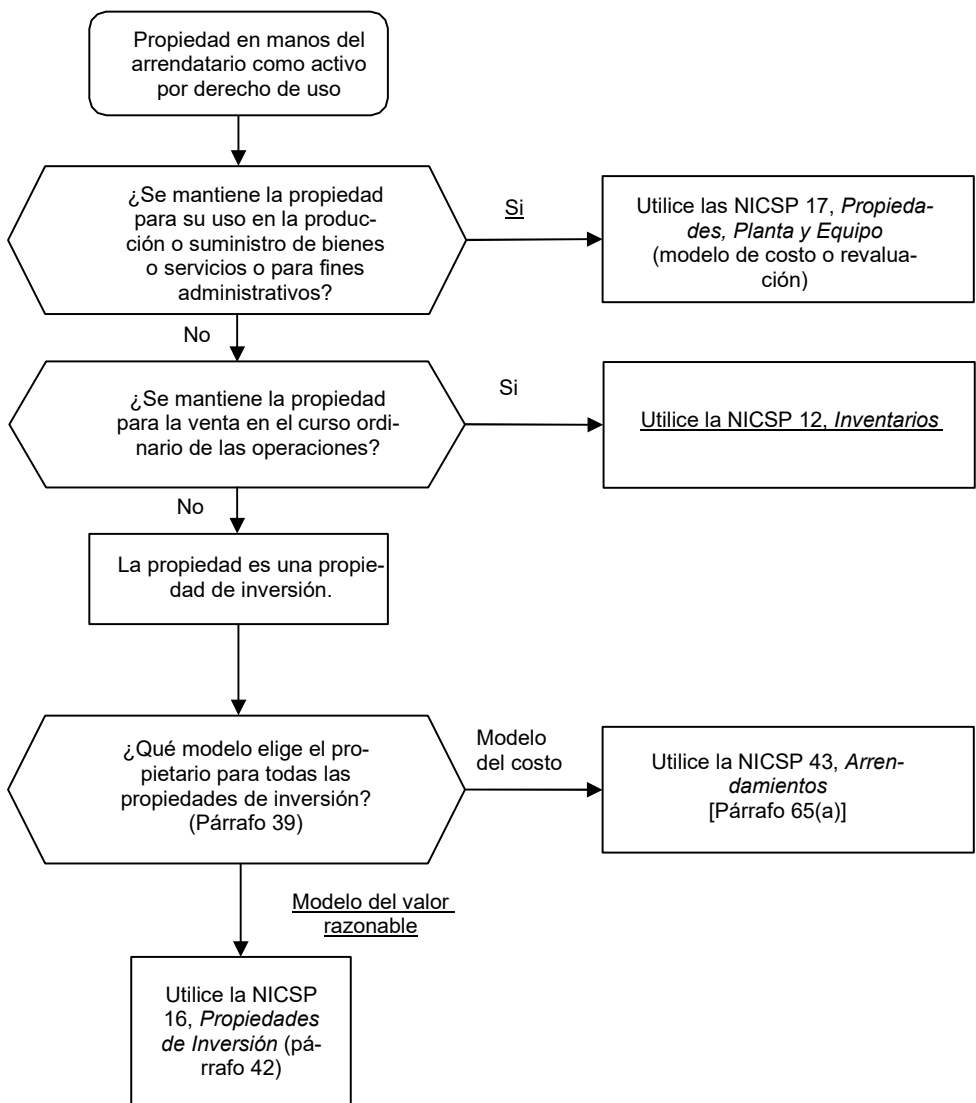 Propiedad en manos del
arrendatario como activo
por derecho de uso
¿Se mantiene la propiedad
para su uso en la produc-
ción o suministro de bienes
o servicios o para fines
administrativos?
Si
Utilice las NICSP 17, Propieda-
des, Planta y Equipo
(modelo de costo o revalua-
ción)
No
¿Se mantiene la propiedad
para la venta en el curso ordi-
nario de las operaciones?
Si
Utilice la NICSP 12, Inventarios
No
La propiedad es una propie-
dad de inversión.
¿Qué modelo elige el pro-
pietario para todas las
propiedades de inversión?
(Párrafo 39)
Modelo
del costo
Utilice la NICSP 43, Arren-
damientos
[Párrafo 65(a)]
Modelo del valor
razonable
Utilice la NICSP
16, Propiedades
de Inversión (pá-
rrafo 42)